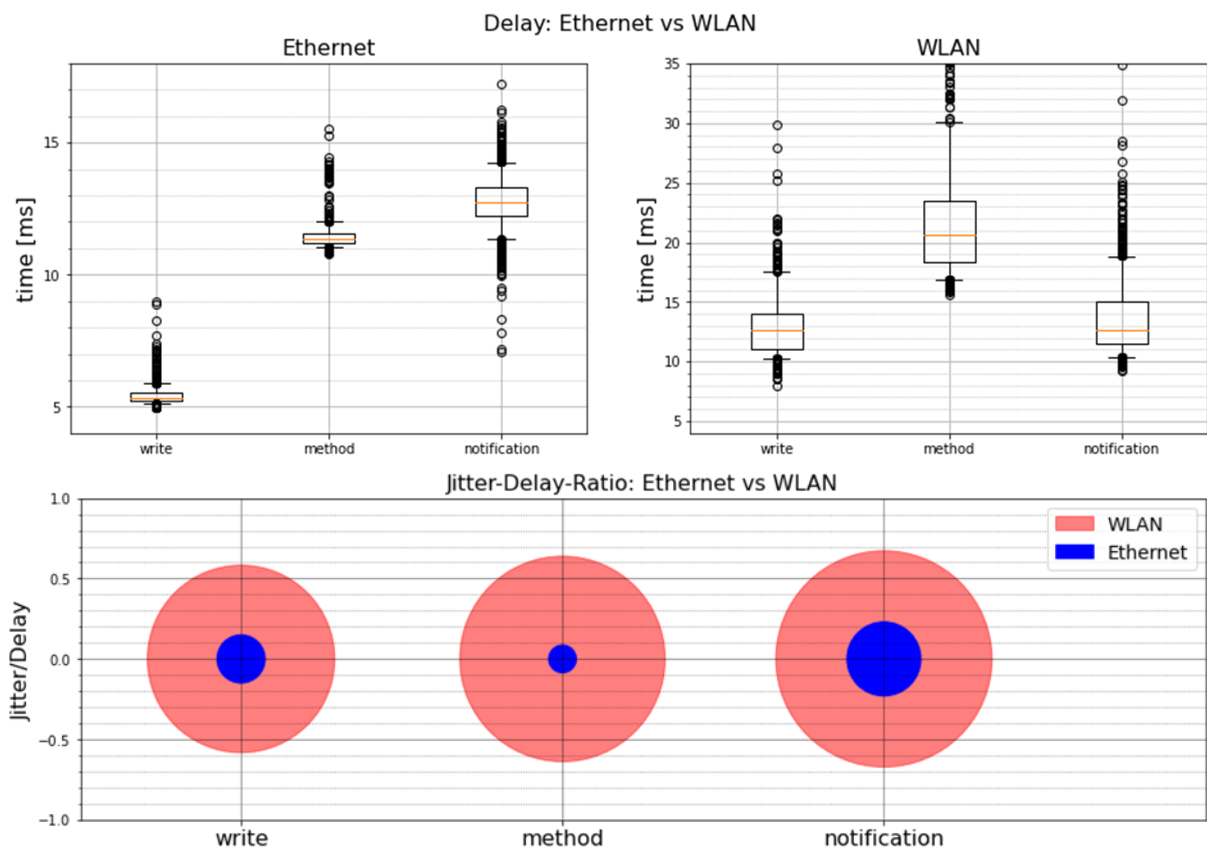 Delay: Ethernet vs WLAN
Ethernet
WLAN
time [ms]
15
10
5
write
method
notification
time [ms]
35
30
25
20
15
10
5
write
method
notification
Jitter-Delay-Ratio: Ethernet vs WLAN
Jitter/Delay
1.0
0.5
0.0
−0.5
−1.0
WLAN
Ethernet
write
method
notification